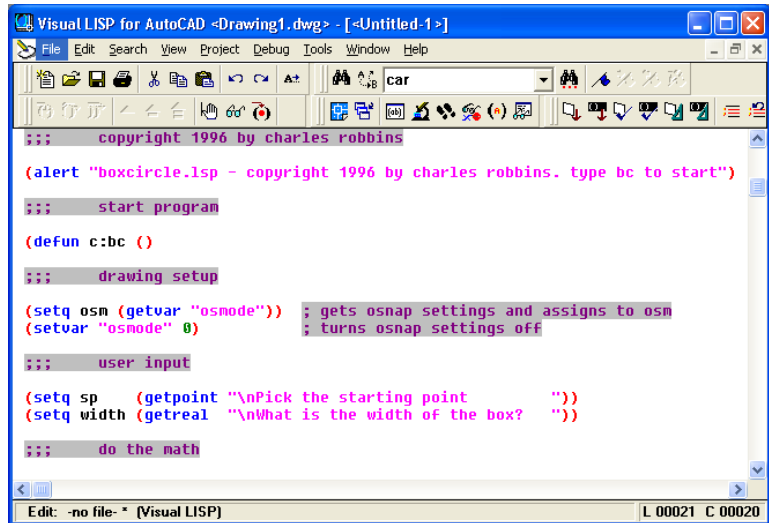 Visual LISP for AutoCAD <Drawing1.dwg> - [<Untitled-1>]
File Edit Search View Project Debug Tools Window Help
car
;;;     copyright 1996 by charles robbins
(alert "boxcircle.lsp - copyright 1996 by charles robbins. type bc to start")
;;;     start program
(defun c:bc ()
;;;     drawing setup
(setq osm (getvar "osmode"))  ; gets osnap settings and assigns to osm
(setvar "osmode" 0)           ; turns osnap settings off
;;;     user input
(setq sp    (getpoint "\nPick the starting point        "))
(setq width (getreal  "\nWhat is the width of the box?  "))
;;;     do the math
Edit: -no file- * (Visual LISP) L 00021 C 00020